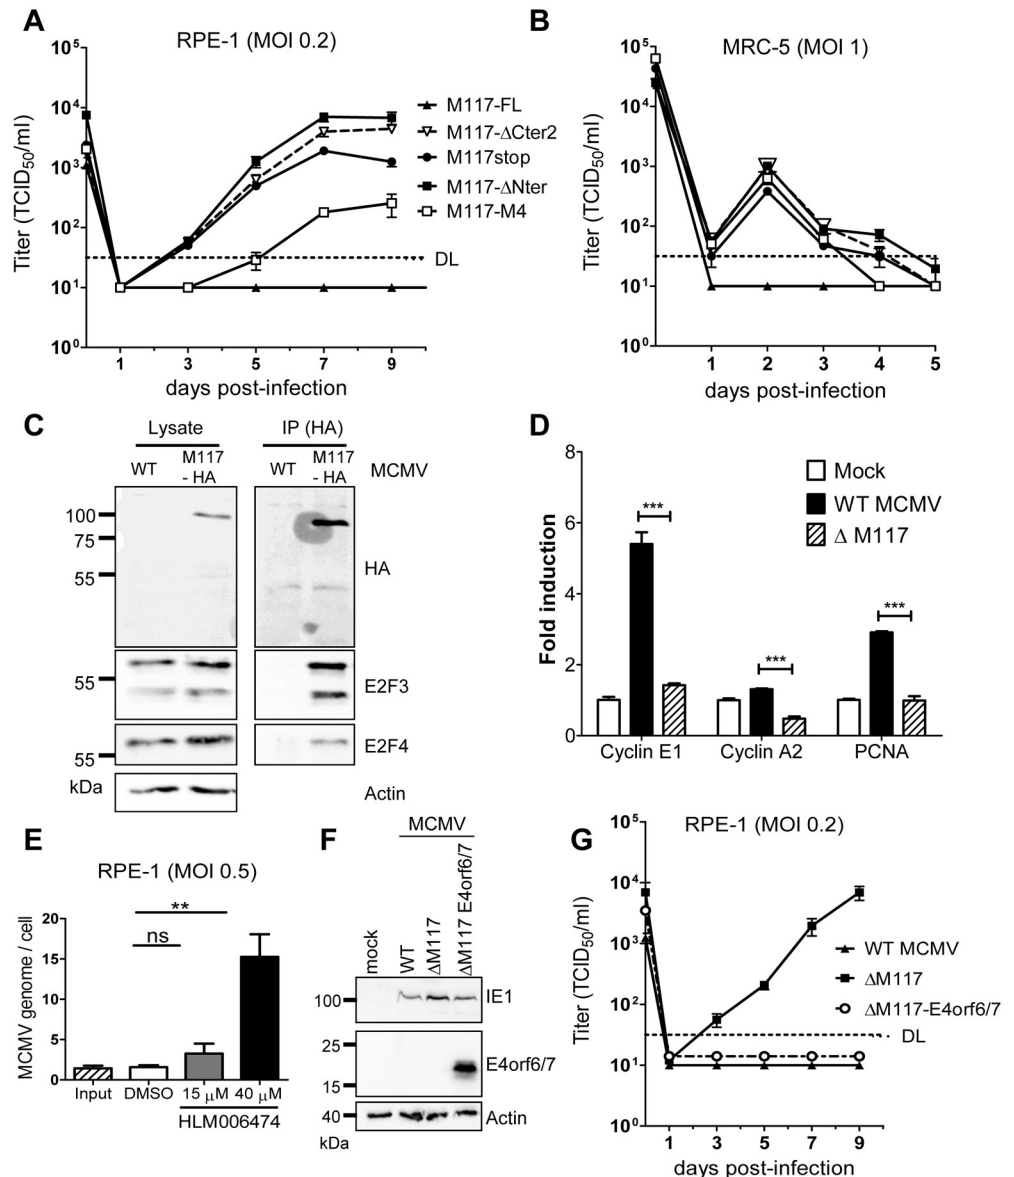 A
RPE-1 (MOI 0.2)
Titer (TCID50/ml)
10⁵
10⁴
10³
10²
10¹
10⁰
1 3 5 7 9
days post-infection
M117-FL
M117-ΔCter2
M117stop
M117-ΔNter
M117-M4
DL
B
MRC-5 (MOI 1)
Titer (TCID50/ml)
10⁵
10⁴
10³
10²
10¹
10⁰
1 2 3 4 5
days post-infection
C
Lysate IP (HA)
WT M117 - HA WT M117 - HA MCMV
100
75
55
HA
55
E2F3
55
E2F4
kDa
Actin
D
Fold induction
8
6
4
2
0
Mock
WT MCMV
Δ M117
***
***
***
Cyclin E1 Cyclin A2 PCNA
E
RPE-1 (MOI 0.5)
MCMV genome / cell
20
15
10
5
0
**
ns
Input DMSO 15 μM 40 μM
HLM006474
F
MCMV
mock WT ΔM117 ΔM117 E4orf6/7
100
IE1
25
E4orf6/7
15
40
Actin
kDa
G
RPE-1 (MOI 0.2)
Titer (TCID50/ml)
10⁵
10⁴
10³
10²
10¹
10⁰
1 3 5 7 9
days post-infection
WT MCMV
ΔM117
ΔM117-E4orf6/7
DL